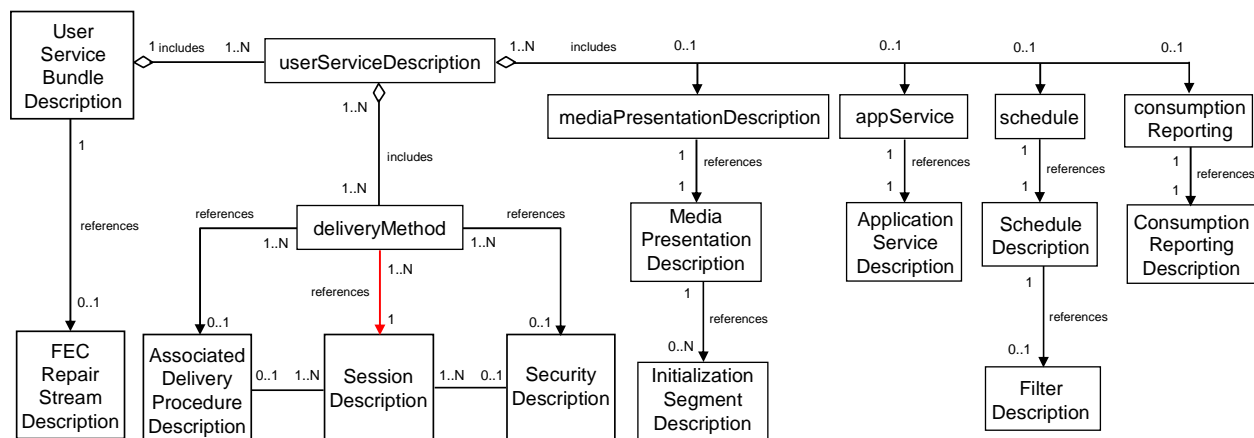 User
Service
Bundle
Description
1 includes
1..N
userServiceDescription
1..N
includes
0..1
0..1
0..1
0..1
mediaPresentationDescription
appService
schedule
consumption
Reporting
1..N
includes
1..N
1
references
0..1
1
references
1
1
references
1
1
references
1
1
references
1
Media
Presentation
Description
Application
Service
Description
Schedule
Description
Consumption
Reporting
Description
references
deliveryMethod
references
1..N
1..N
1..N
references
0..1
1
0..1
1
references
0..N
1
references
0..1
FEC
Repair
Stream
Description
Associated
Delivery
Procedure
Description
0..1
1..N
Session
Description
1..N
0..1
Security
Description
Initialization
Segment
Description
Filter
Description